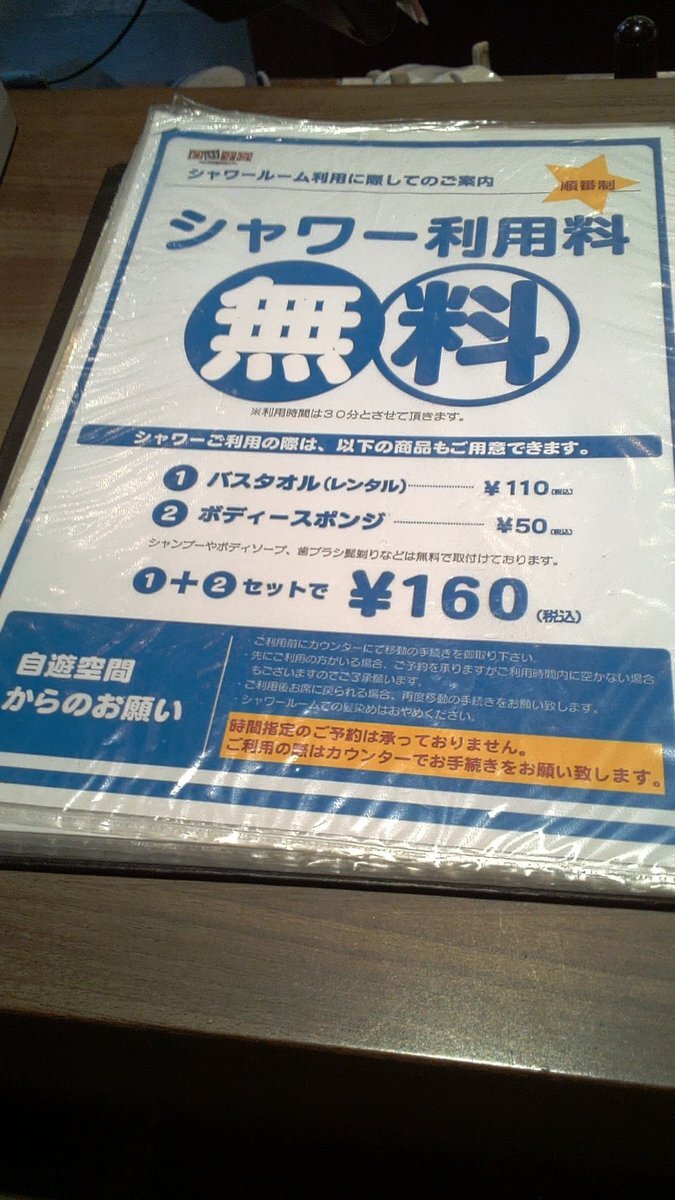 シャワールーム利用に際してのご案内
順番制
シャワー利用料
無料
※利用時間は30分とさせて頂きます。
シャワーご利用の際は、以下の商品もご用意できます。
① バスタオル(レンタル) ¥110(税込)
② ボディースポンジ ¥50(税込)
シャンプーやボディソープ、歯ブラシ髭剃りなどは無料で取付けております。
①+②セットで ¥160(税込)
自遊空間
からのお願い
・ご利用前にカウンターにて移動の手続きを御取り下さい。
・先にご利用の方がいる場合、ご予約を承りますがご利用時間内に空かない場合
もございますのでご了承願います。
・ご利用後お席に戻られる場合、再度移動の手続きをお願い致します。
・シャワールームでの髪染めはおやめください。
時間指定のご予約は承っておりません。
ご利用の際はカウンターでお手続きをお願い致します。